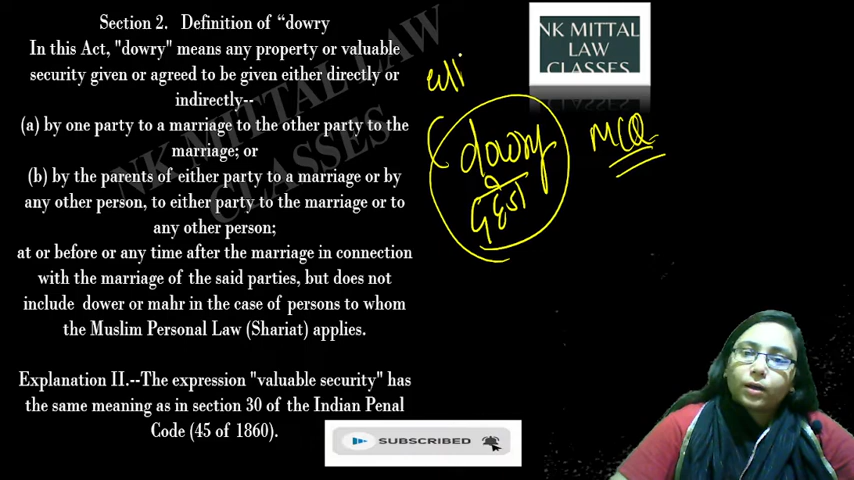 Section 2. Definition of “dowry
In this Act, "dowry" means any property or valuable
security given or agreed to be given either directly or
indirectly--
(a) by one party to a marriage to the other party to the
marriage; or
(b) by the parents of either party to a marriage or by
any other person, to either party to the marriage or to
any other person;
at or before or any time after the marriage in connection
with the marriage of the said parties, but does not
include dower or mahr in the case of persons to whom
the Muslim Personal Law (Shariat) applies.
Explanation II.--The expression "valuable security" has
the same meaning as in section 30 of the Indian Penal
Code (45 of 1860).
NK MITTAL LAW
CLASSES
NK MITTAL
LAW
CLASSES
dowry
दहेज
MCQ
SUBSCRIBED